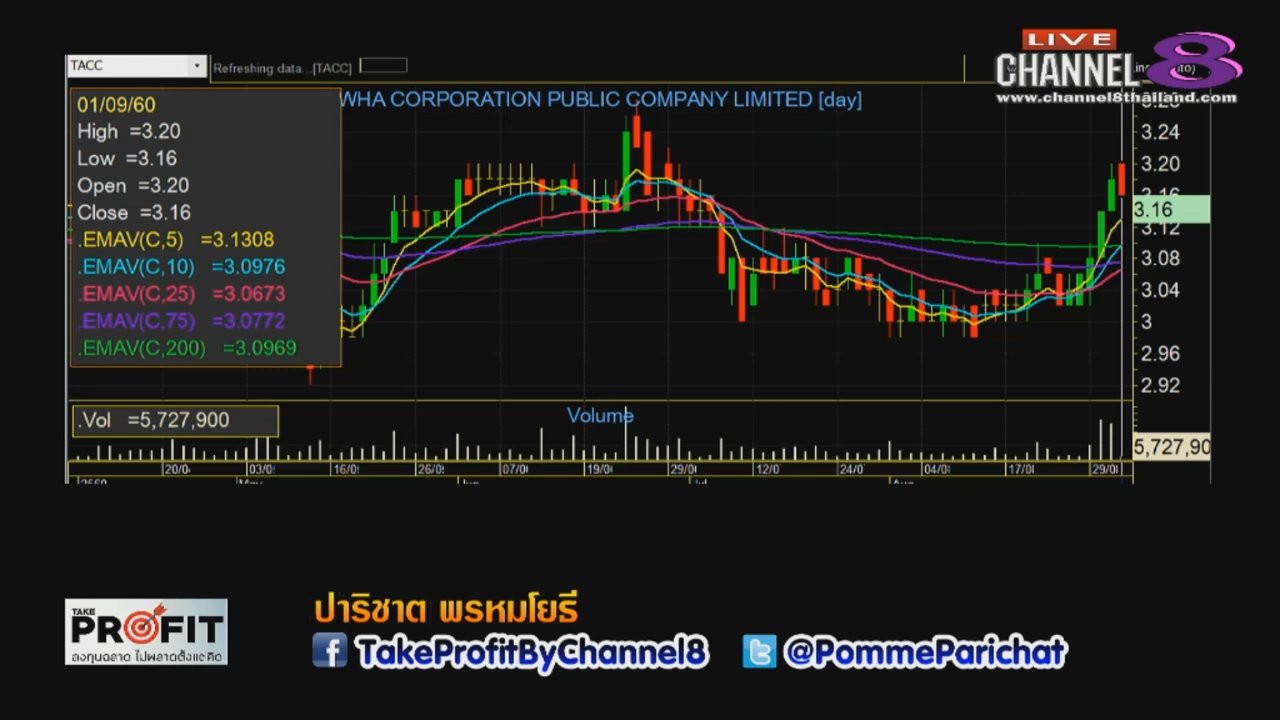 LIVE
CHANNEL 8
www.channel8thailand.com
TACC
Refreshing data...[TACC]
WHA CORPORATION PUBLIC COMPANY LIMITED [day]
01/09/60
High =3.20
Low =3.16
Open =3.20
Close =3.16
.EMAV(C,5) =3.1308
.EMAV(C,10) =3.0976
.EMAV(C,25) =3.0673
.EMAV(C,75) =3.0772
.EMAV(C,200) =3.0969
3.24
3.20
3.16
3.16
3.12
3.08
3.04
3
2.96
2.92
.Vol =5,727,900
Volume
5,727,90
20/0
03/0
16/0
26/0
07/0
19/0
29/0
12/0
24/0
04/0
17/0
29/0
TAKE
PROFIT
ลงทุนฉลาด ไม่พลาดตั้งแต่คิด
ปาริชาต พรหมโยธี
TakeProfitByChannel8
@PommeParichat